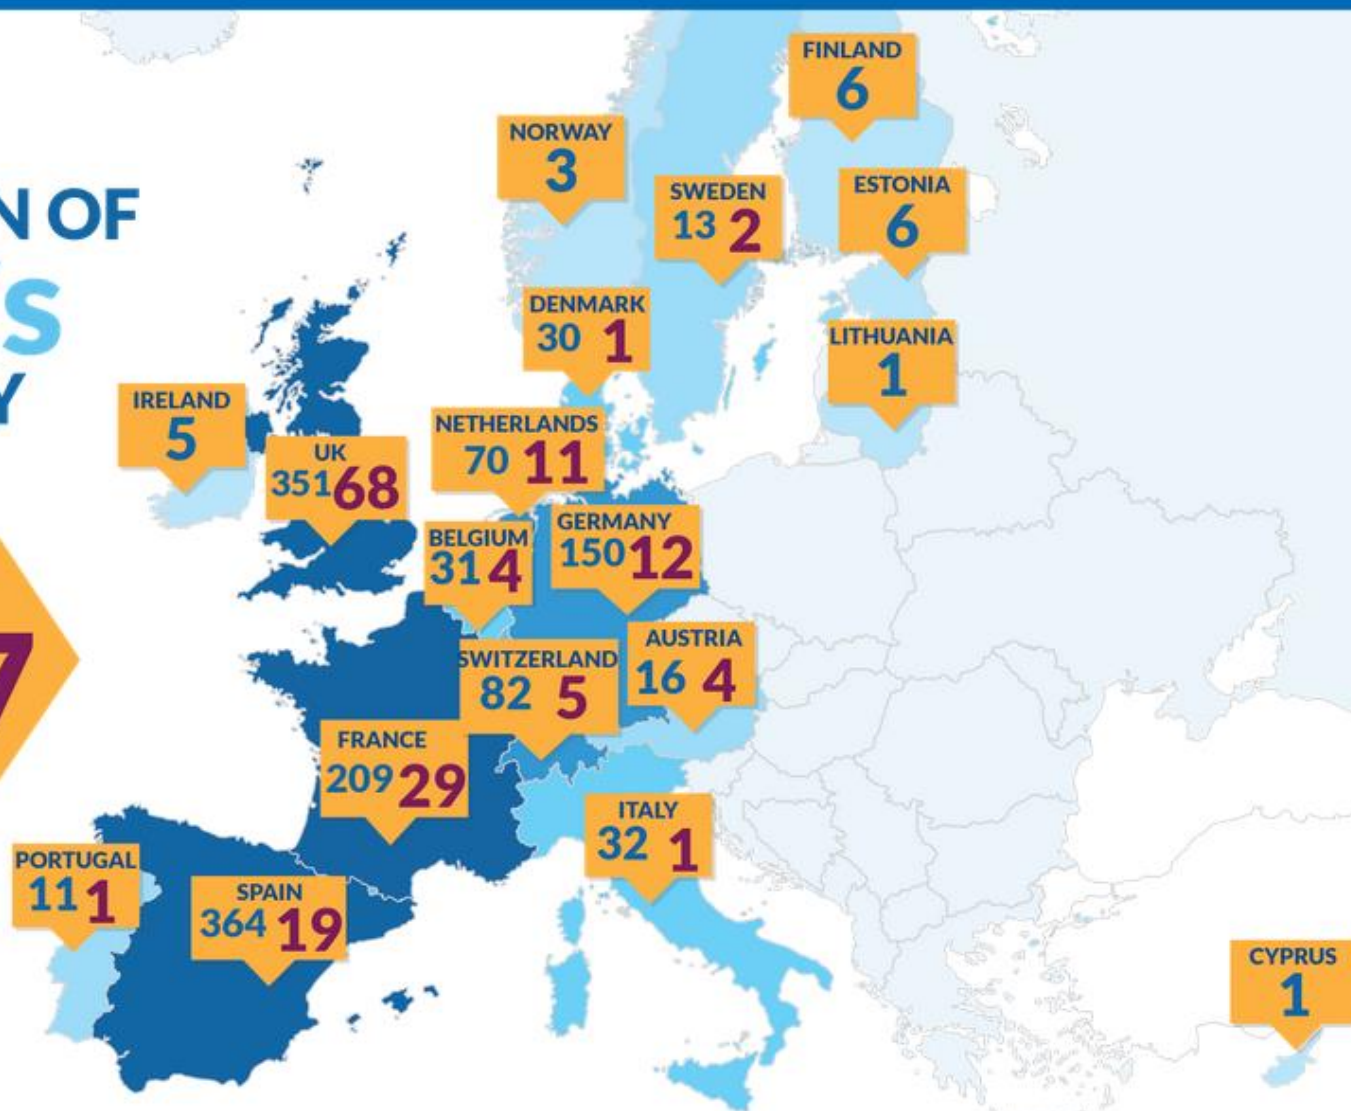 FINLAND
6
NORWAY
3
SWEDEN
13 2
ESTONIA
6
N OF
S
Y
DENMARK
30 1
LITHUANIA
1
IRELAND
5
NETHERLANDS
70 11
UK
351 68
GERMANY
150 12
BELGIUM
31 4
7
AUSTRIA
16 4
SWITZERLAND
82 5
FRANCE
209 29
ITALY
32 1
PORTUGAL
11 1
SPAIN
364 19
CYPRUS
1